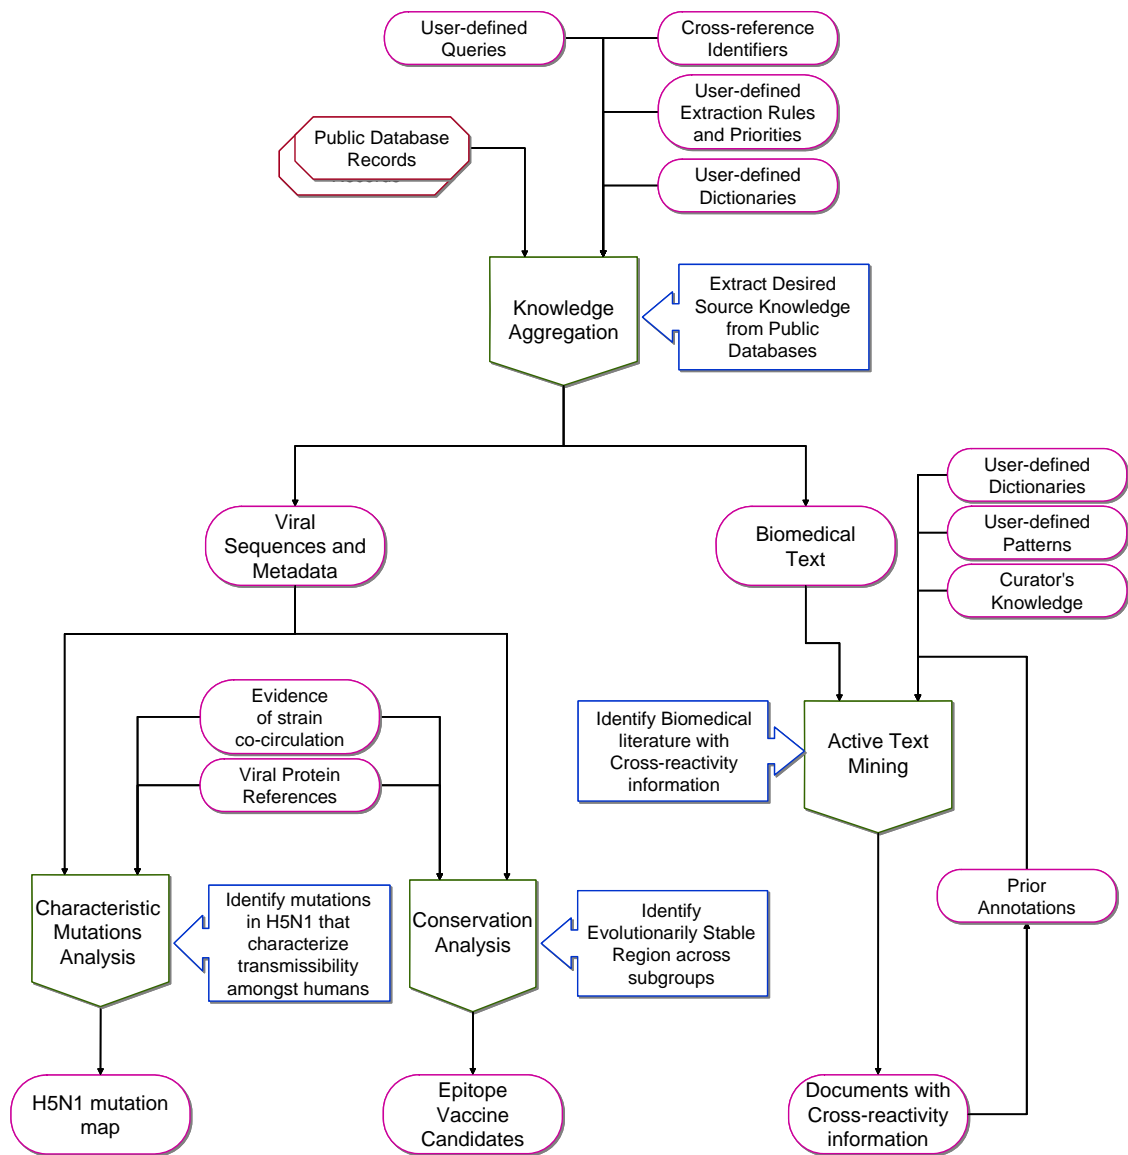 User-defined
Queries
Cross-reference
Identifiers
User-defined
Extraction Rules
and Priorities
Public Database
Records
Records
User-defined
Dictionaries
Knowledge
Aggregation
Extract Desired
Source Knowledge
from Public
Databases
Viral
Sequences and
Metadata
Biomedical
Text
User-defined
Dictionaries
User-defined
Patterns
Curator's
Knowledge
Evidence
of strain
co-circulation
Viral Protein
References
Identify Biomedical
literature with
Cross-reactivity
information
Active Text
Mining
Characteristic
Mutations
Analysis
Identify mutations
in H5N1 that
characterize
transmissibility
amongst humans
Conservation
Analysis
Identify
Evolutionarily Stable
Region across
subgroups
Prior
Annotations
H5N1 mutation
map
Epitope
Vaccine
Candidates
Documents with
Cross-reactivity
information